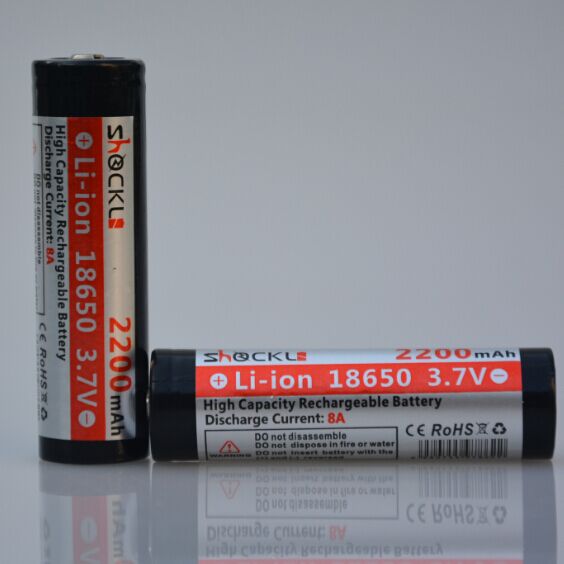 ShOCKLI
2200mAh
Li-ion 18650 3.7V
High Capacity Rechargeable Battery
Discharge Current: 8A
DO not disassemble
CE RoHS
ShOCKLI
2200mAh
Li-ion 18650 3.7V
High Capacity Rechargeable Battery
Discharge Current: 8A
DO not disassemble
DO not dispose in fire or water
DO not insert battery with the
CE RoHS